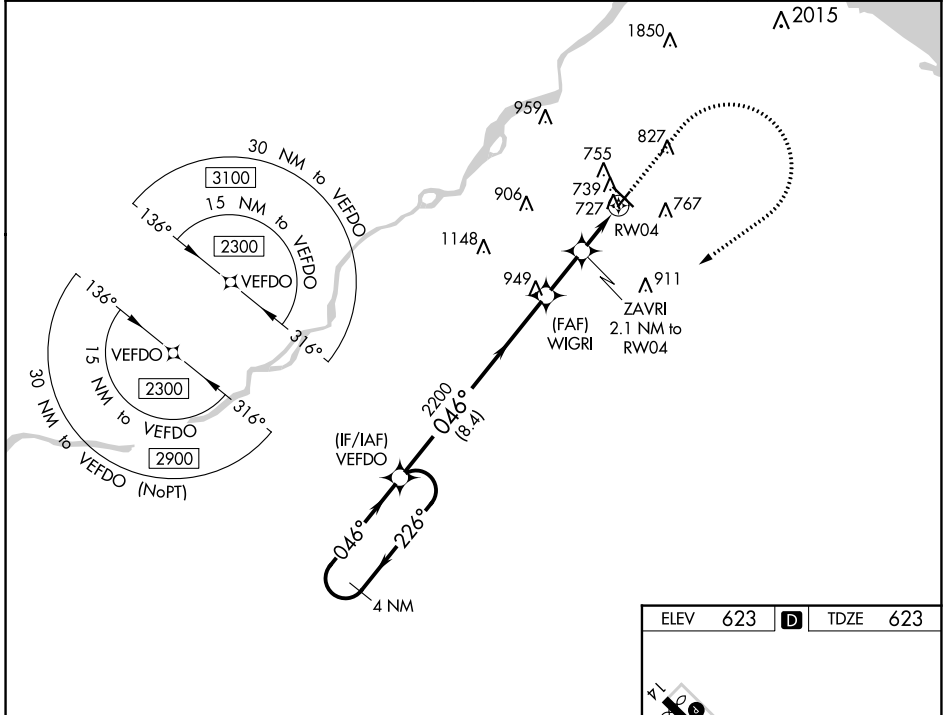 2015
1850
959
827
755
739
727
906
767
RW04
1148
949
911
ZAVRI
2.1 NM to
RW04
(FAF)
WIGRI
30 NM to VEFDO
3100
15 NM to VEFDO
2300
136°
VEFDO
316°
136°
VEFDO
15 NM to VEFDO
2300
316°
30 NM to VEFDO (NoPT)
2900
2200
046°
(8.4)
(IF/IAF)
VEFDO
046°
226°
4 NM
ELEV 623 D TDZE 623
14
P